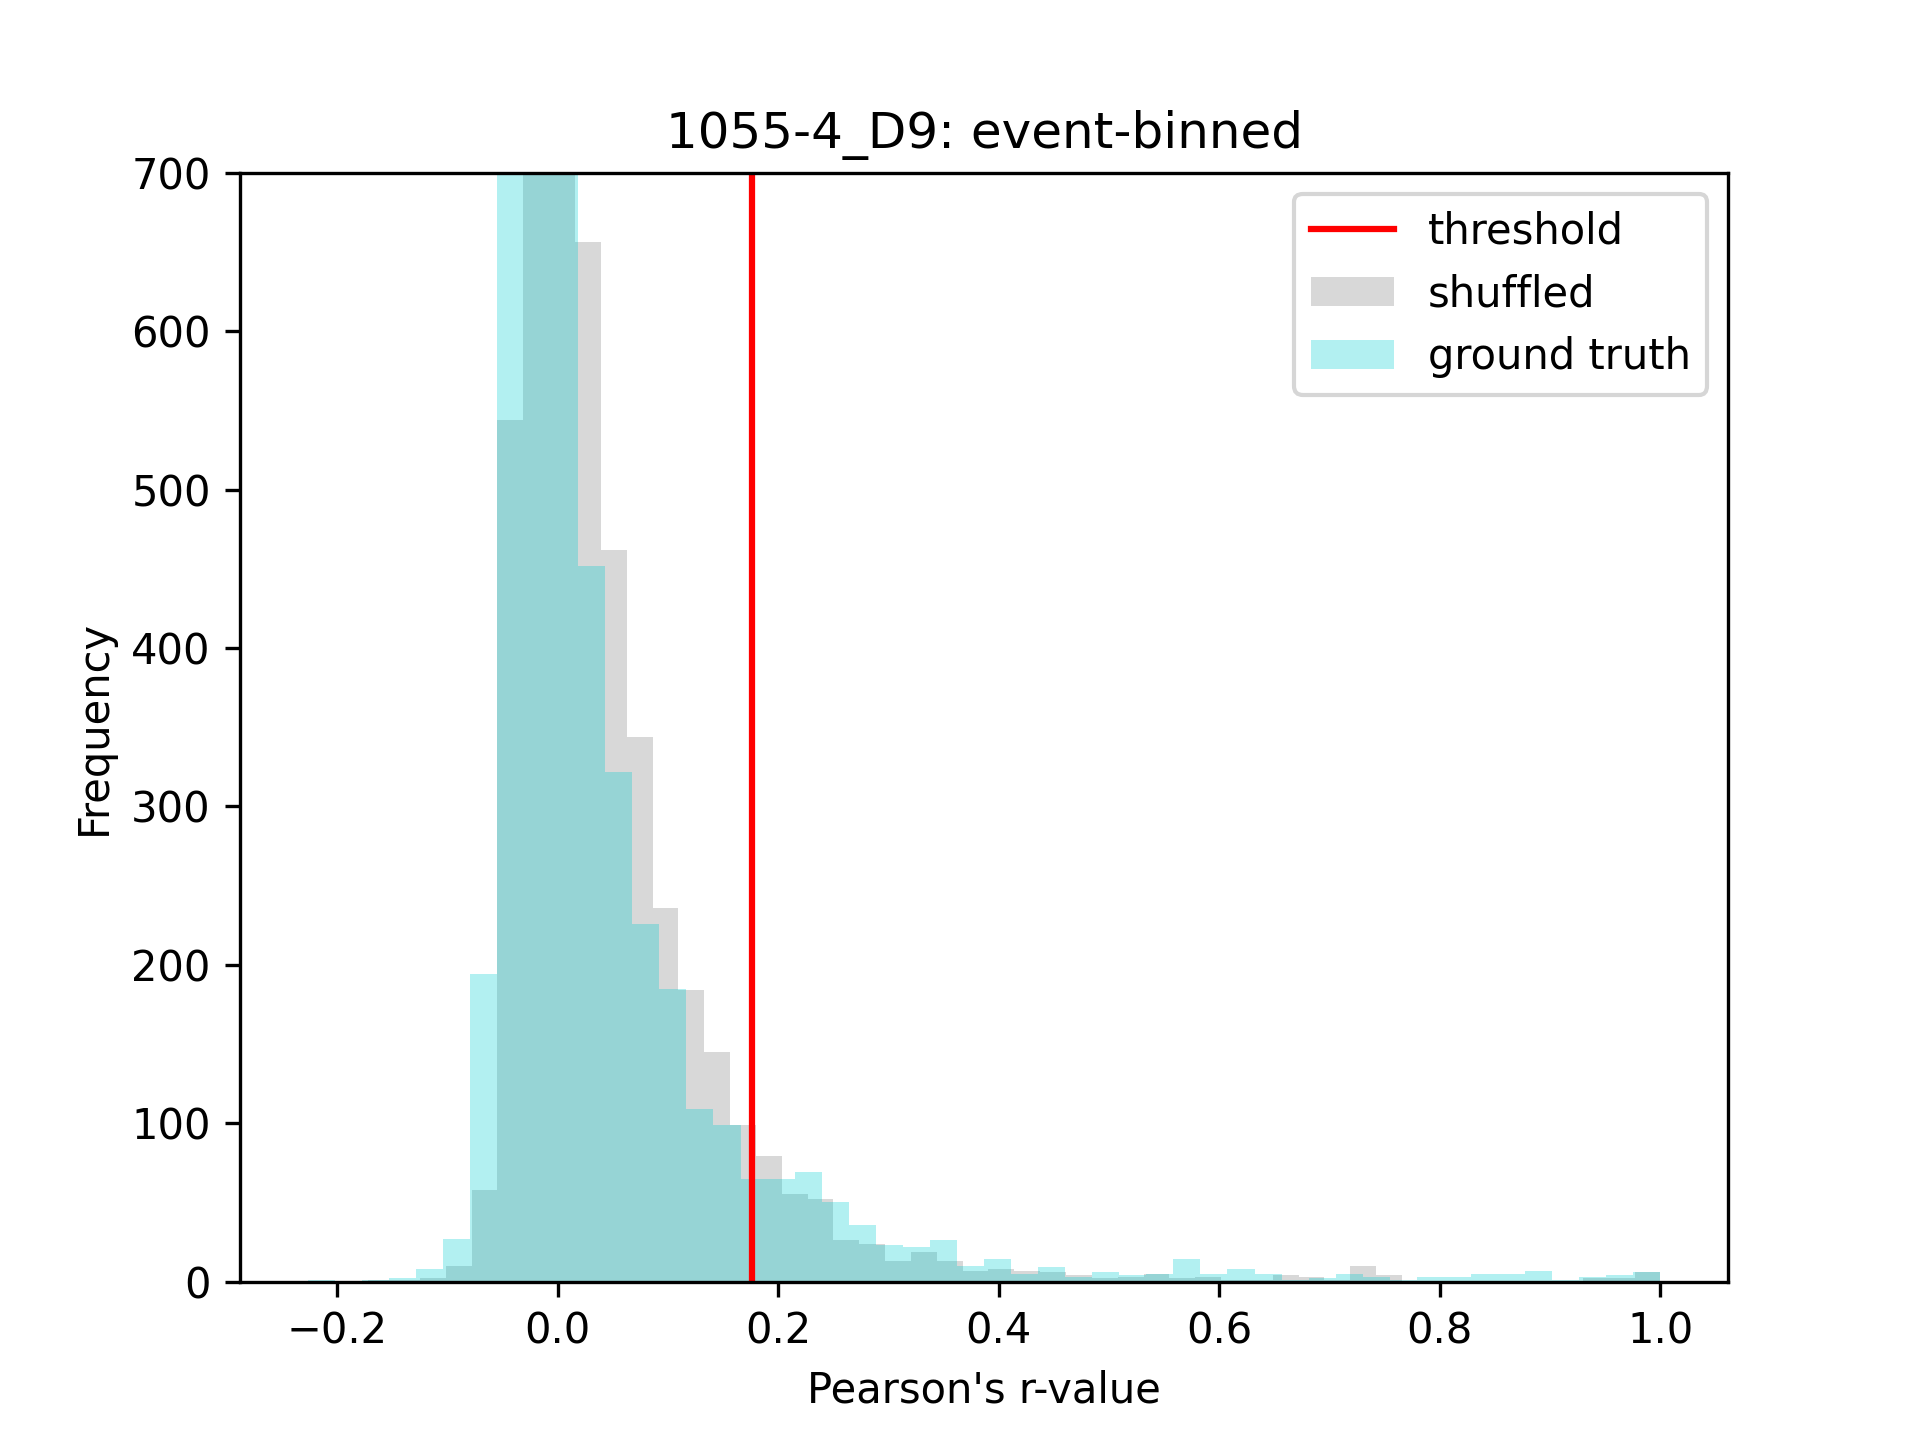 1055-4_D9: event-binned
700
600
500
400
300
200
100
0
Frequency
threshold
shuffled
ground truth
−0.2 0.0 0.2 0.4 0.6 0.8 1.0
Pearson's r-value